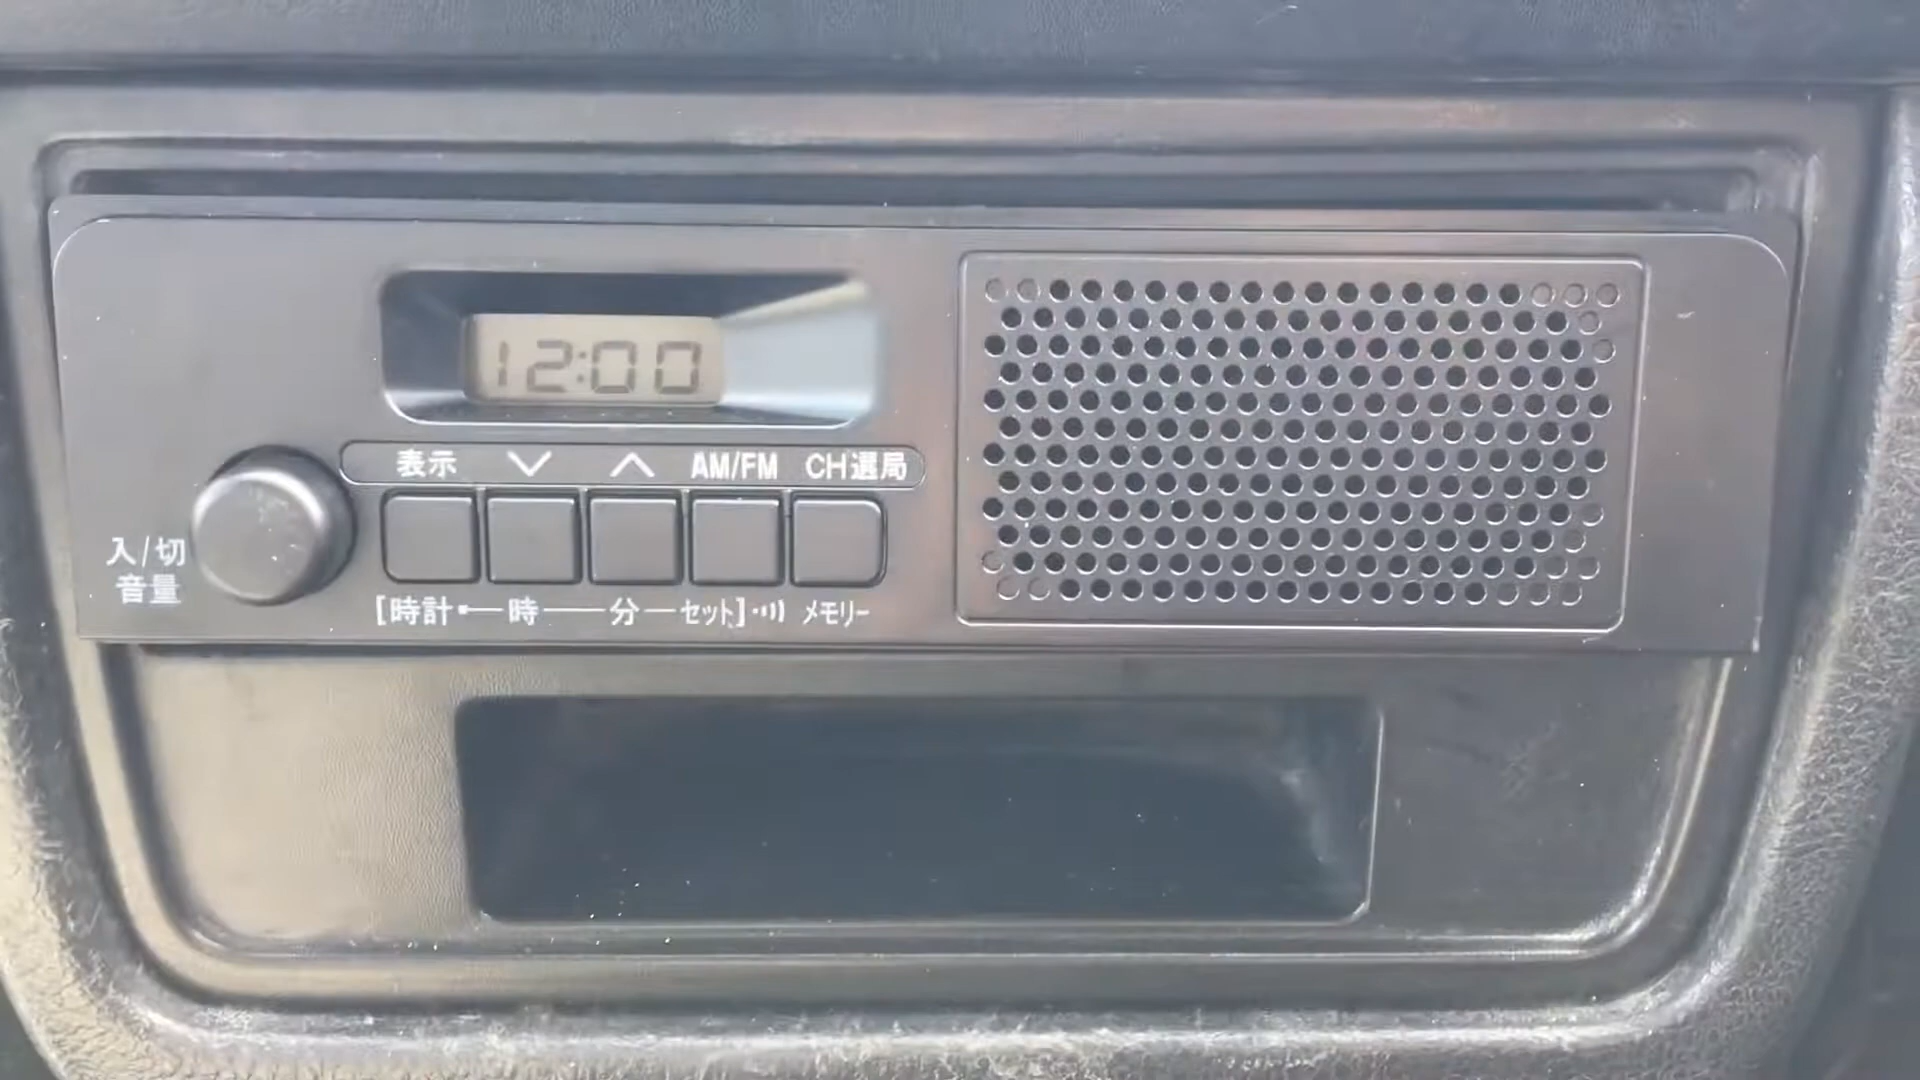 12:00
表示 ∨ ∧ AM/FM CH選局
入/切
音量
[時計•—時—分—セット] メモリー